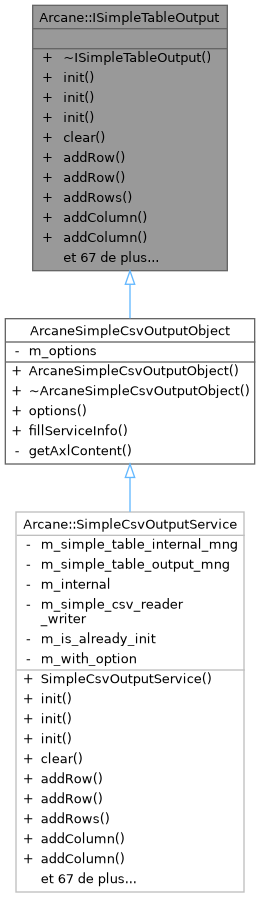 Arcane::ISimpleTableOutput
+ ~ISimpleTableOutput()
+ init()
+ init()
+ init()
+ clear()
+ addRow()
+ addRow()
+ addRows()
+ addColumn()
+ addColumn()
et 67 de plus...
ArcaneSimpleCsvOutputObject
- m_options
+ ArcaneSimpleCsvOutputObject()
+ ~ArcaneSimpleCsvOutputObject()
+ options()
+ fillServiceInfo()
- getAxlContent()
Arcane::SimpleCsvOutputService
- m_simple_table_internal_mng
- m_simple_table_output_mng
- m_internal
- m_simple_csv_reader
_writer
- m_is_already_init
- m_with_option
+ SimpleCsvOutputService()
+ init()
+ init()
+ init()
+ clear()
+ addRow()
+ addRow()
+ addRows()
+ addColumn()
+ addColumn()
et 67 de plus...